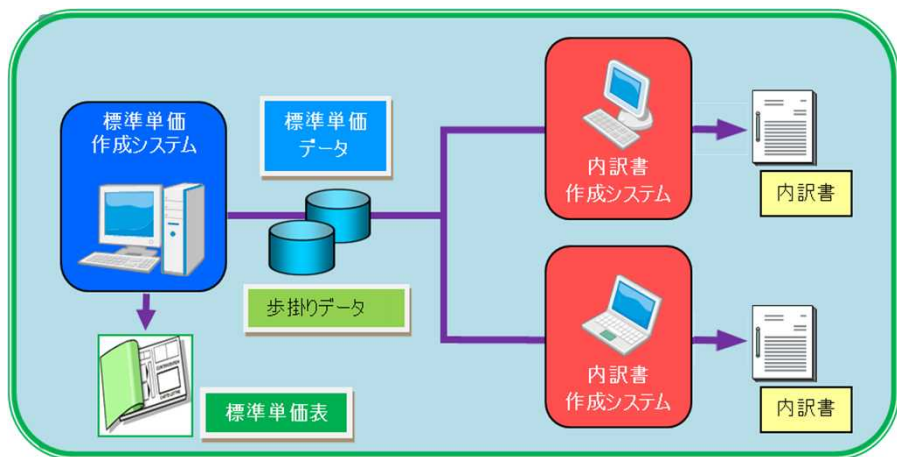 標準単価
作成システム
標準単価
データ
歩掛りデータ
標準単価表
内訳書
作成システム
内訳書
内訳書
作成システム
内訳書